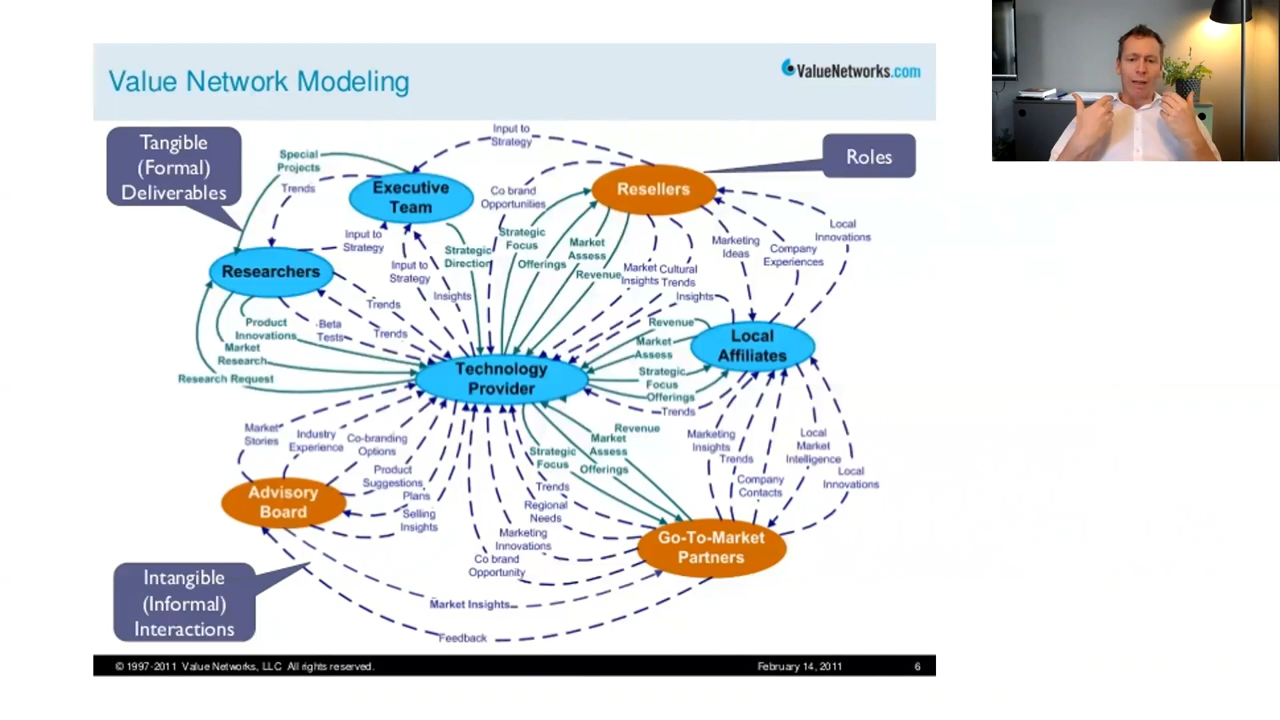 Value Network Modeling
ValueNetworks.com
Tangible
(Formal)
Deliverables
Roles
Input to
Strategy
Special
Projects
Trends
Executive
Team
Resellers
Co brand
Opportunities
Local
Innovations
Input to
Strategy
Strategic
Focus
Market
Assess
Marketing
Ideas
Company
Experiences
Strategic
Direction
Offerings
Researchers
Input to
Strategy
Revenue
Market
Insights
Cultural
Trends
Insights
Insights
Trends
Product
Innovations
Beta
Tests
Trends
Revenue
Local
Affiliates
Market
Research
Market
Assess
Research Request
Technology
Provider
Strategic
Focus
Offerings
Trends
Market
Stories
Industry
Experience
Co-branding
Options
Revenue
Market
Assess
Marketing
Insights
Local
Market
Intelligence
Strategic
Focus
Offerings
Trends
Product
Suggestions
Plans
Trends
Company
Contacts
Local
Innovations
Advisory
Board
Selling
Insights
Regional
Needs
Marketing
Innovations
Go-To-Market
Partners
Co brand
Opportunity
Intangible
(Informal)
Interactions
Market Insights
Feedback
© 1997-2011 Value Networks, LLC All rights reserved.
February 14, 2011
6